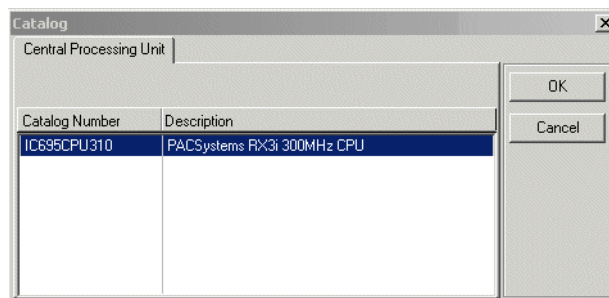 Catalog
Central Processing Unit
OK
Cancel
Catalog Number Description
IC695CPU310 PACSystems RX3i 300MHz CPU